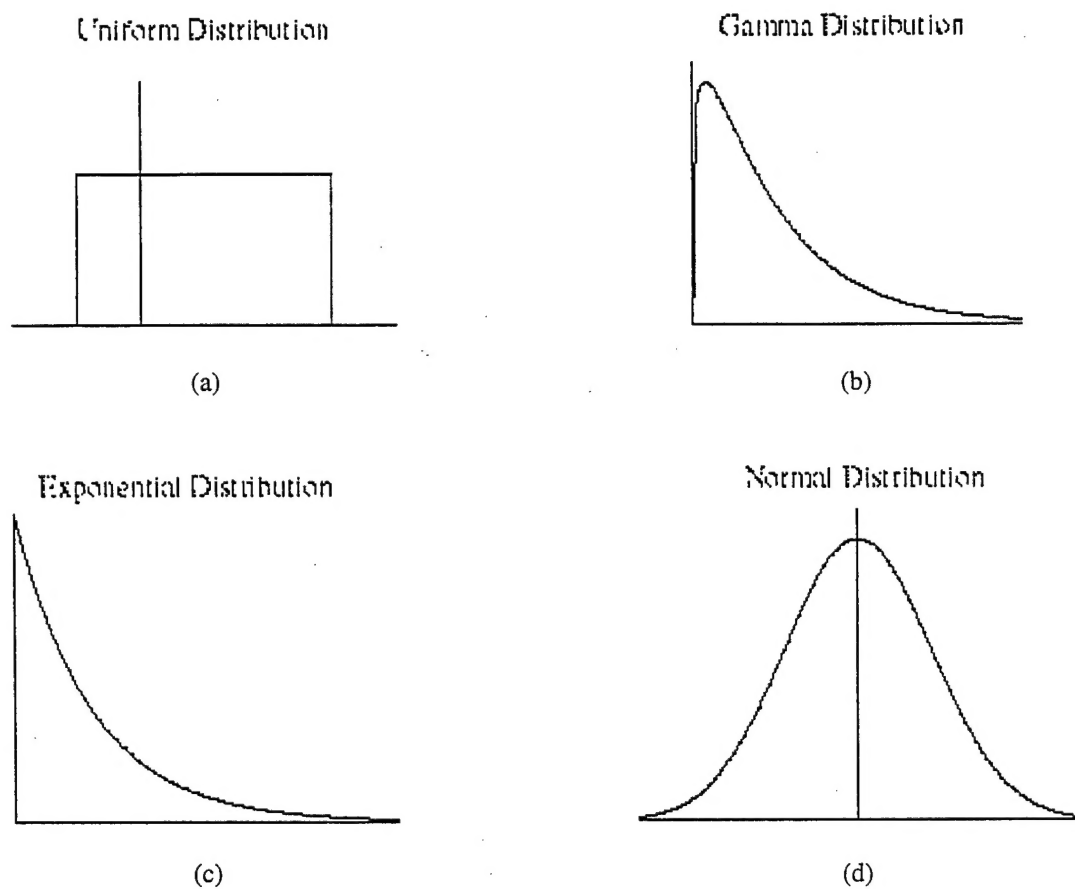 Uniform Distribution
Gamma Distribution
(a)
(b)
Exponential Distribution
Normal Distribution
(c)
(d)